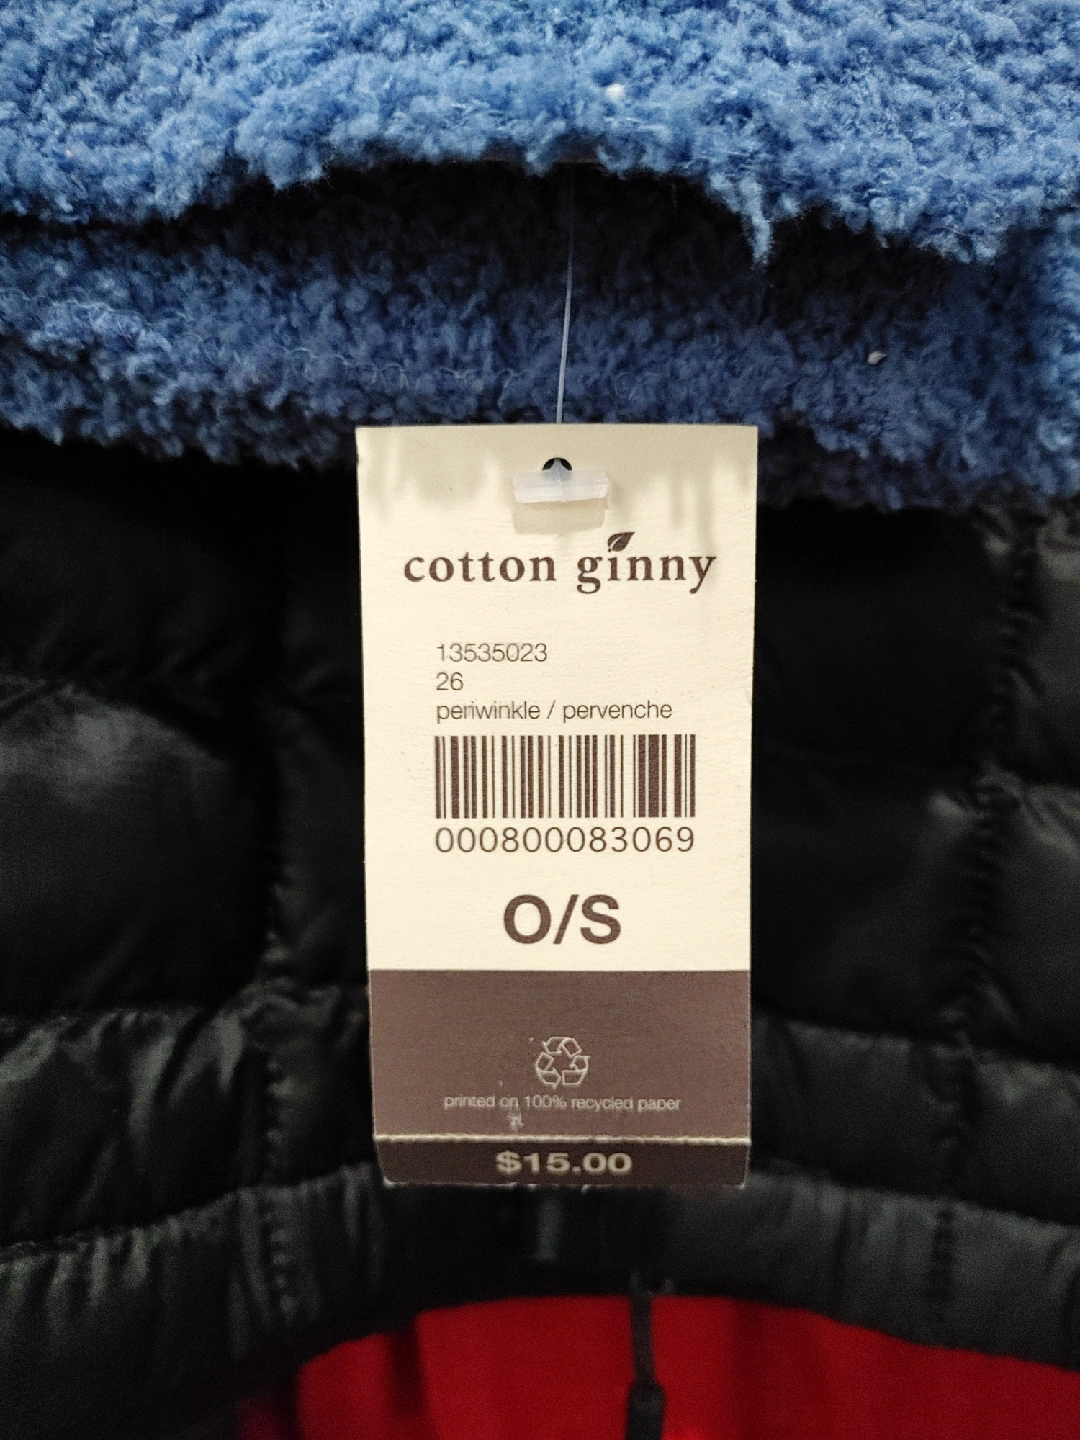 cotton ginny
13535023
26
periwinkle / pervenche
000800083069
O/S
printed on 100% recycled paper
$15.00